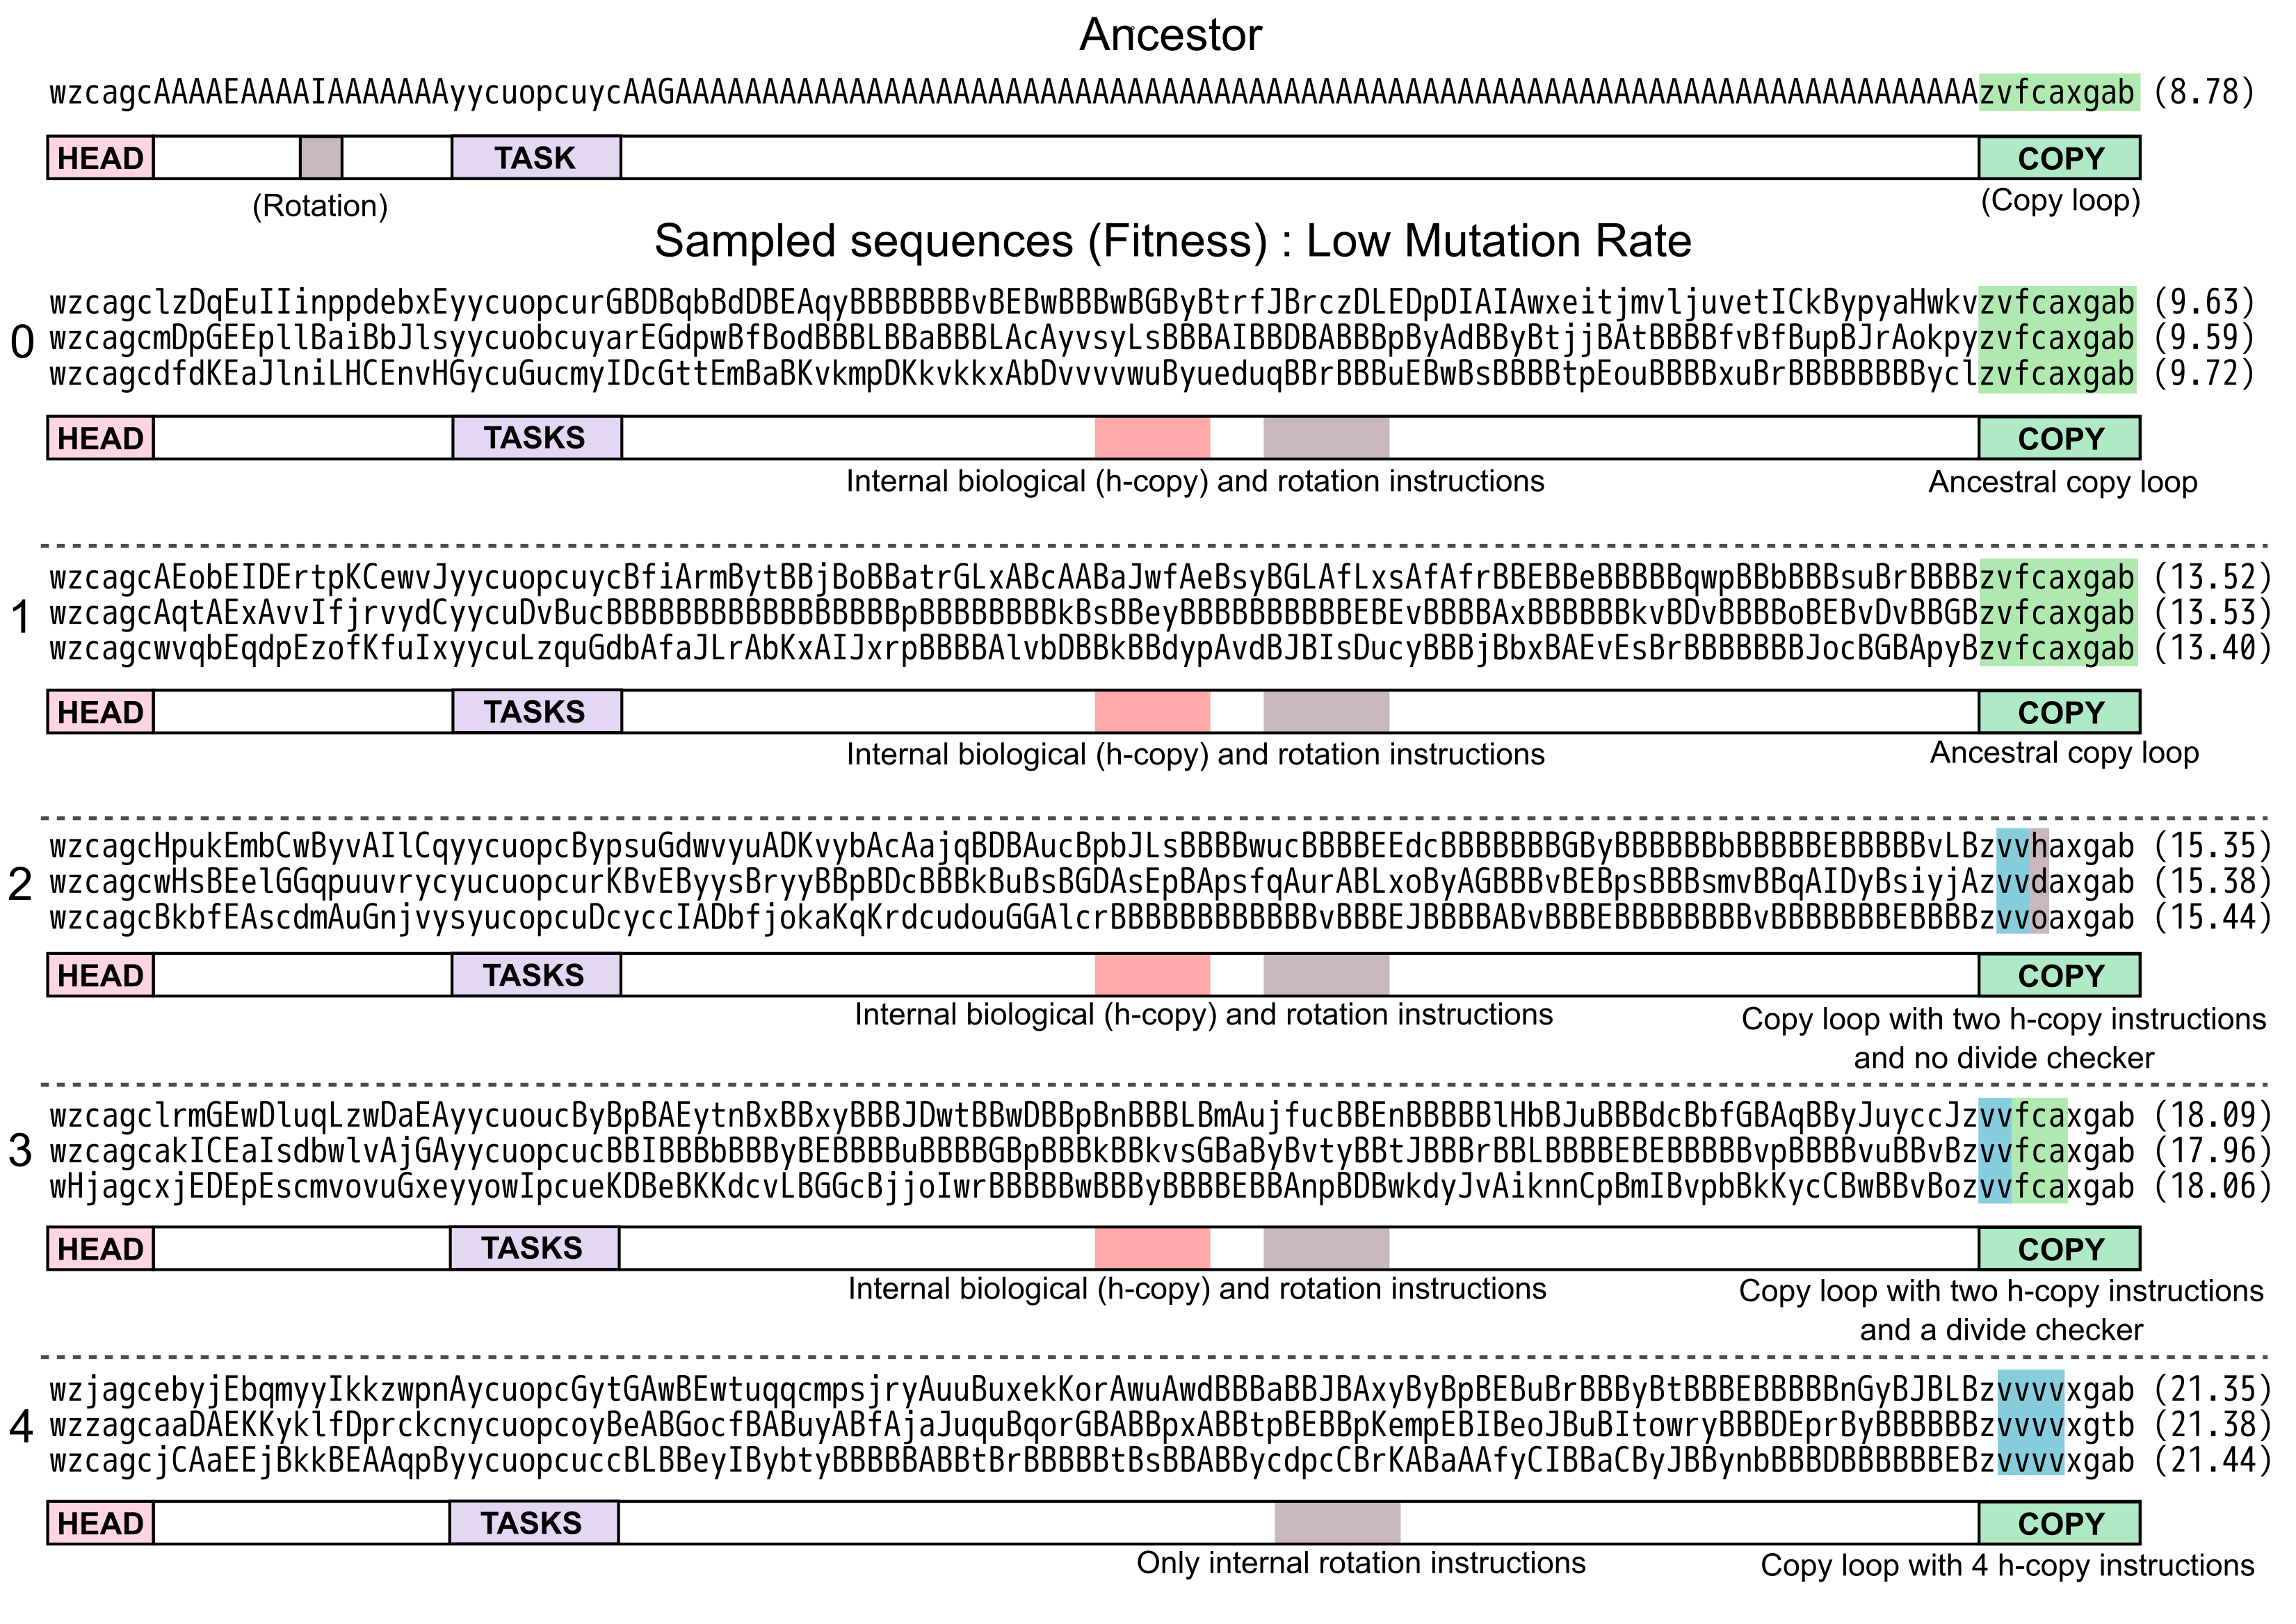 Ancestor
wzcagcAAAAEAAAAIAAAAAAAyycuopcuycAAGAAAAAAAAAAAAAAAAAAAAAAAAAAAAAAAAAAAAAAAAAAAAAAAAAAAAAAAAAAAAAAAAAAAAAAAAAAAzvfcaxgab (8.78)
HEAD TASK COPY
(Rotation) (Copy loop)
Sampled sequences (Fitness) : Low Mutation Rate
wzcagclzDqEuIIinppdebxEyycuopcurGBDBqbBdDBEAqyBBBBBBBvBEBwBBBwBGByBtrfJBrczDLEDpDIAIAwxeitjmvljuvetICkBypyaHwkvzvfcaxgab (9.63)
0 wzcagcmDpGEEpllBaiBbJlsyycuobcuyarEGdpwBfBodBBBLBBaBBBLAcAyvsyLsBBBAIBBDBABBBpByAdBByBtjjBAtBBBBfvBfBupBJrAokpyzvfcaxgab (9.59)
wzcagcdfdKEaJlniLHCEnvHGycuGucmyIDcGttEmBaBKvkmpDKkvkkxAbDvvvvwuByueduqBBrBBBuEBwBsBBBBtpEouBBBBxuBrBBBBBBBByclzvfcaxgab (9.72)
HEAD TASKS COPY
Internal biological (h-copy) and rotation instructions Ancestral copy loop
wzcagcAEobEIDErtpKCewvJyycuopcuycBfiArmBytBBjBoBBatrGLxABcAABaJwfAeBsyBGLAfLxsAfAfrBBEBBeBBBBBqwpBBbBBBsuBrBBBBzvfcaxgab (13.52)
1 wzcagcAqtAExAvvIfjrvydCyycuDvBucBBBBBBBBBBBBBBBBBpBBBBBBBBkBsBBeyBBBBBBBBBBEBEvBBBBAxBBBBBBkvBDvBBBBoBEBvDvBBGBzvfcaxgab (13.53)
wzcagcwvqbEqdpEzofKfuIxyycuLzquGdbAfaJLrAbKxAIJxrpBBBBAlvbDBBkBBdypAvdBJBIsDucyBBBjBbxBAEvEsBrBBBBBBBJocBGBApyBzvfcaxgab (13.40)
HEAD TASKS COPY
Internal biological (h-copy) and rotation instructions Ancestral copy loop
wzcagcHpukEmbCwByvAIlCqyycuopcBypsuGdwvyuADKvybAcAajqBDBAucBpbJLsBBBBwucBBBBEEdcBBBBBBBGByBBBBBBbBBBBBEBBBBBvLBzvvhaxgab (15.35)
2 wzcagcwHsBEelGGqpuuvrycyucuopcurKBvEByysBryyBBpBDcBBBkBuBsBGDAsEpBApsfqAurABLxoByAGBBBvBEBpsBBBsmvBBqAIDyBsiyjAzvvdaxgab (15.38)
wzcagcBkbfEAscdmAuGnjvysyucopcuDcyccIADbfjokaKqKrdcudouGGAlcrBBBBBBBBBBBBvBBBEJBBBBABvBBBEBBBBBBBBvBBBBBBBEBBBBzvvoaxgab (15.44)
HEAD TASKS COPY
Internal biological (h-copy) and rotation instructions Copy loop with two h-copy instructions
and no divide checker
wzcagclrmGEwDluqLzwDaEAyycuoucByBpBAEytnBxBBxyBBBJDwtBBwDBBpBnBBBLBmAujfucBBEnBBBBBlHbBJuBBBdcBbfGBAqBByJuyccJzvvfcaxgab (18.09)
3 wzcagcakICEaIsdbwlvAjGAyycuopcucBBIBBBbBBByBEBBBBuBBBBGBpBBBkBBkvsGBaByBvtyBBtJBBBrBBLBBBBEBEBBBBBvpBBBBvuBBvBzvvfcaxgab (17.96)
wHjagcxjEDEpEscmvovuGxeyyowIpcueKDBeBKKdcvLBGGcBjjoIwrBBBBBwBBByBBBBEBBAnpBDBwkdyJvAiknnCpBmIBvpbBkKycCBwBBvBozvvfcaxgab (18.06)
HEAD TASKS COPY
Internal biological (h-copy) and rotation instructions Copy loop with two h-copy instructions
and a divide checker
wzjagcebyjEbqmyyIkkzwpnAycuopcGytGAwBEwtuqqcmpsjryAuuBuxekKorAwuAwdBBBaBBJBAxyByBpBEBuBrBBByBtBBBEBBBBBnGyBJBLBzvvvvxgab (21.35)
4 wzzagcaaDAEKKyklfDprckcnycuopcoyBeABGocfBABuyABfAjaJuquBqorGBABBpxABBtpBEBBpKempEBIBeoJBuBItowryBBBDEprByBBBBBBzvvvvxgtb (21.38)
wzcagcjCAaEEjBkkBEAAqpByycuopcuccBLBBeyIBybtyBBBBBABBtBrBBBBBtBsBBABBycdpcCBrKABaAAfyCIBBaCByJBBynbBBBDBBBBBBEBzvvvvxgab (21.44)
HEAD TASKS COPY
Only internal rotation instructions Copy loop with 4 h-copy instructions